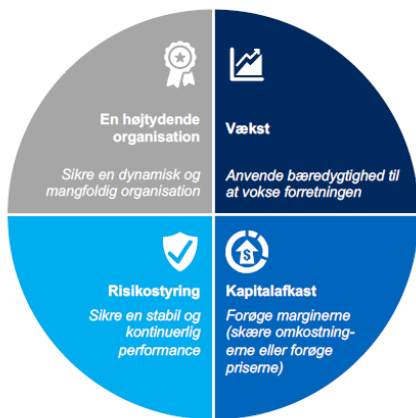 En højtydende
organisation
Sikre en dynamisk og
mangfoldig organisation
Vækst
Anvende bæredygtighed til
at vokse forretningen
Risikostyring
Sikre en stabil og
kontinuerlig
performance
$
Kapitalafkast
Forøge marginerne
(skære omkostning-
erne eller forøge
priserne)